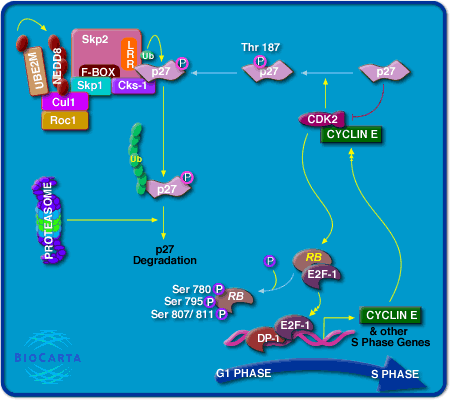 Skp2
LRR
Ub
UBE2M
NEDD8
F-BOX
p27
P
Skp1
Cks-1
Cul1
Roc1
Thr 187
P
p27
p27
CDK2
CYCLIN E
Ub
P
p27
PROTEASOME
p27
Degradation
P
RB
E2F-1
Ser 780 P
Ser 795 P
Ser 807/ 811 P
RB
E2F-1
DP-1
CYCLIN E
& other
S Phase Genes
BIOCARTA
G1 PHASE
S PHASE